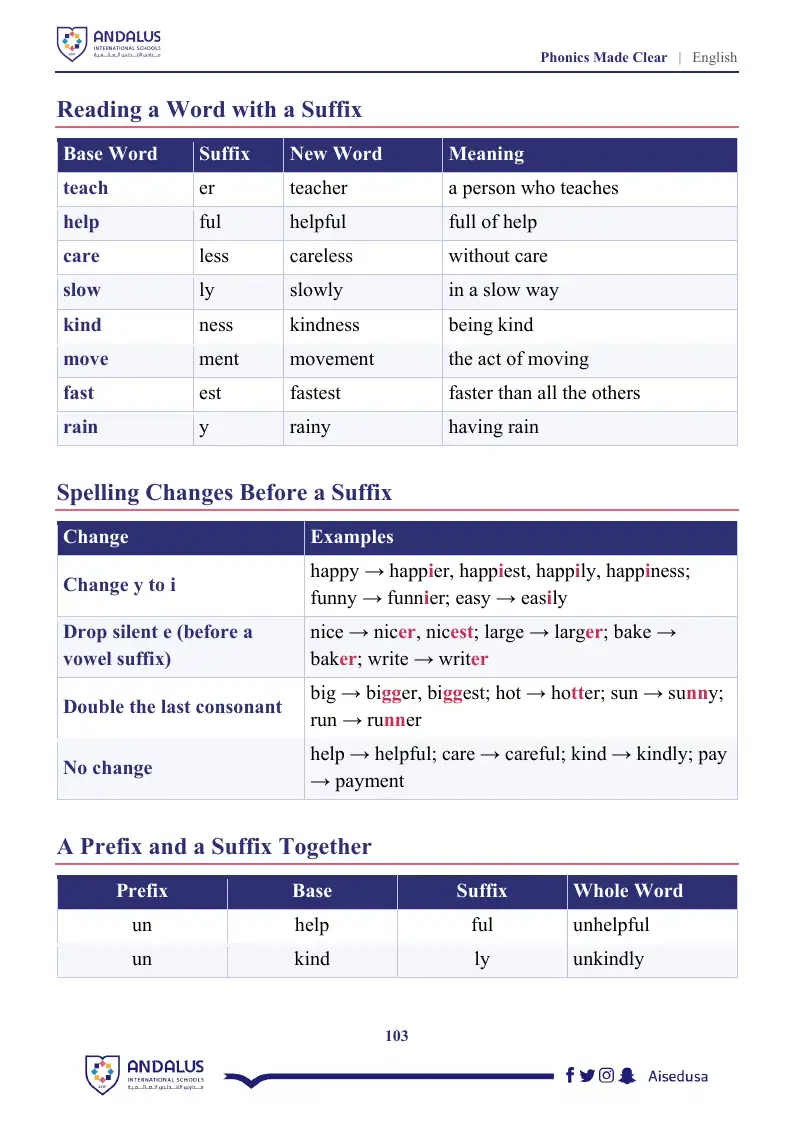 ANDALUS
INTERNATIONAL SCHOOLS
مدارس الأندلس العالمية
Phonics Made Clear | English
Reading a Word with a Suffix
Base Word Suffix New Word Meaning
teach er teacher a person who teaches
help ful helpful full of help
care less careless without care
slow ly slowly in a slow way
kind ness kindness being kind
move ment movement the act of moving
fast est fastest faster than all the others
rain y rainy having rain
Spelling Changes Before a Suffix
Change Examples
Change y to i
happy → happier, happiest, happily, happiness;
funny → funnier; easy → easily
Drop silent e (before a
vowel suffix)
nice → nicer, nicest; large → larger; bake →
baker; write → writer
Double the last consonant
big → bigger, biggest; hot → hotter; sun → sunny;
run → runner
No change
help → helpful; care → careful; kind → kindly; pay
→ payment
A Prefix and a Suffix Together
Prefix Base Suffix Whole Word
un help ful unhelpful
un kind ly unkindly
103
ANDALUS
INTERNATIONAL SCHOOLS
مدارس الأندلس العالمية
Aisedusa